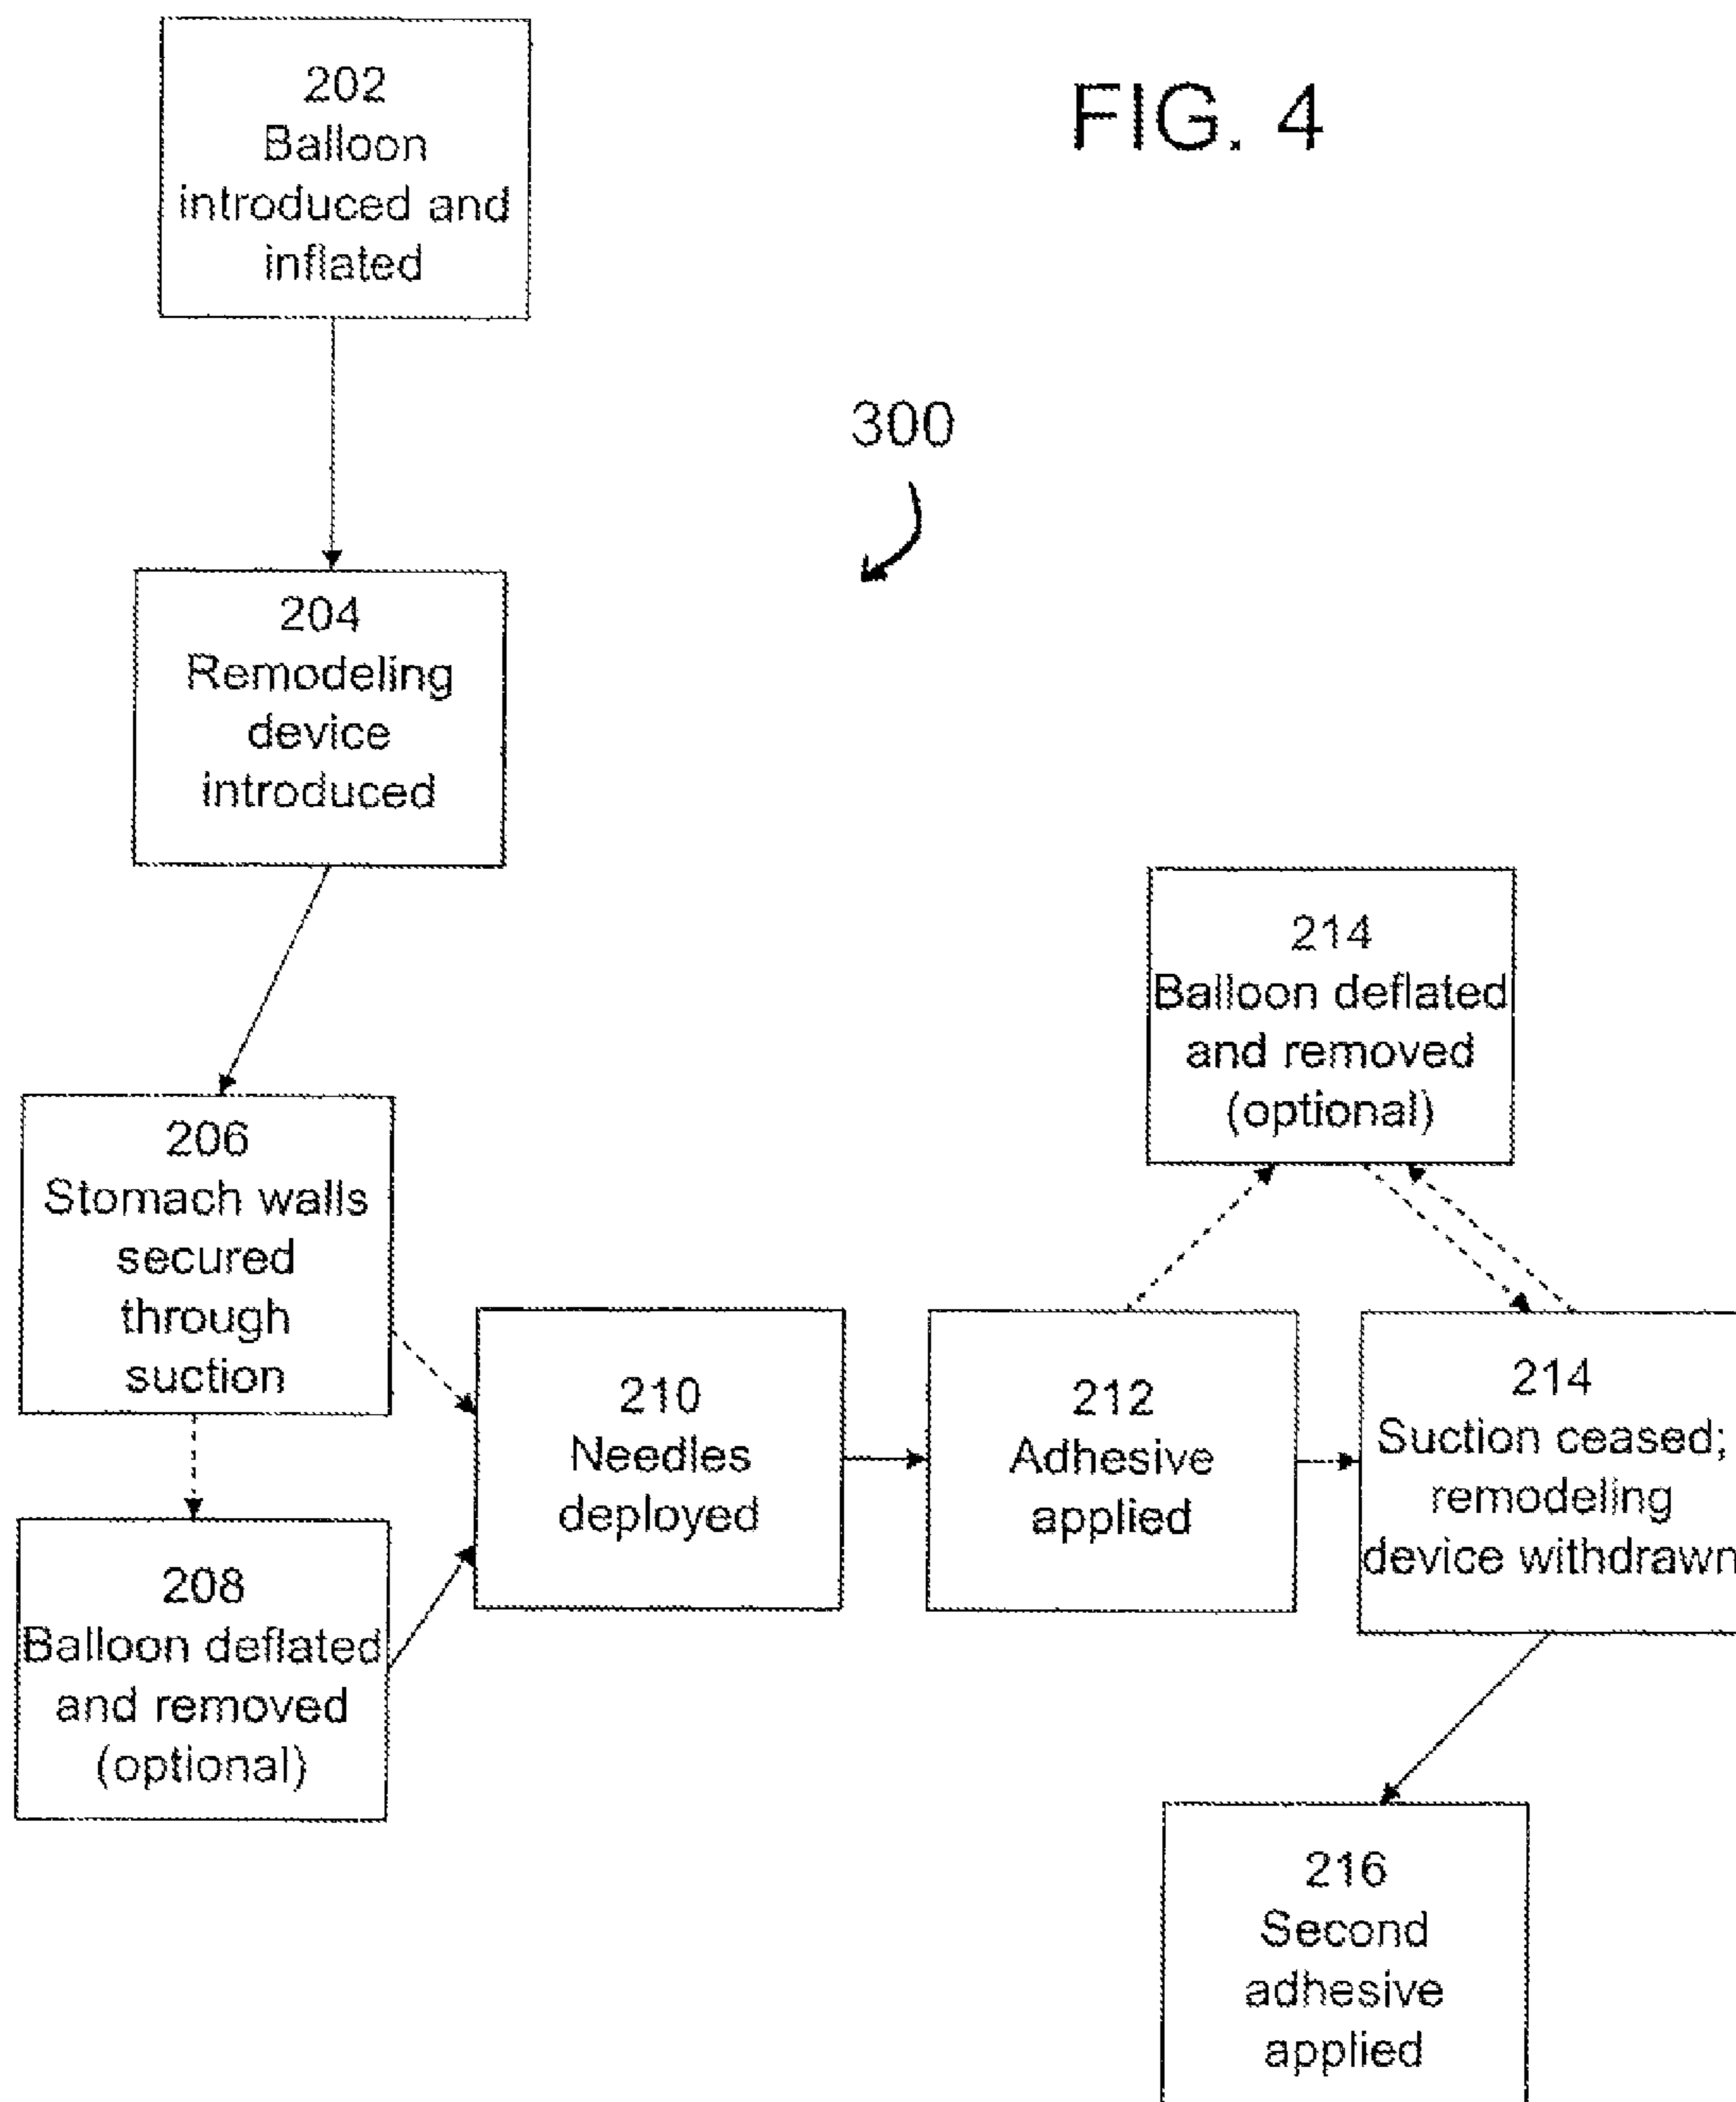 FIG. 4
202
Balloon
introduced and
inflated
300
204
Remodeling
device
introduced
206
Stomach walls
secured
through
suction
208
Balloon deflated
and removed
(optional)
210
Needles
deployed
212
Adhesive
applied
214
Balloon deflated
and removed
(optional)
214
Suction ceased;
remodeling
device withdrawn
216
Second
adhesive
applied